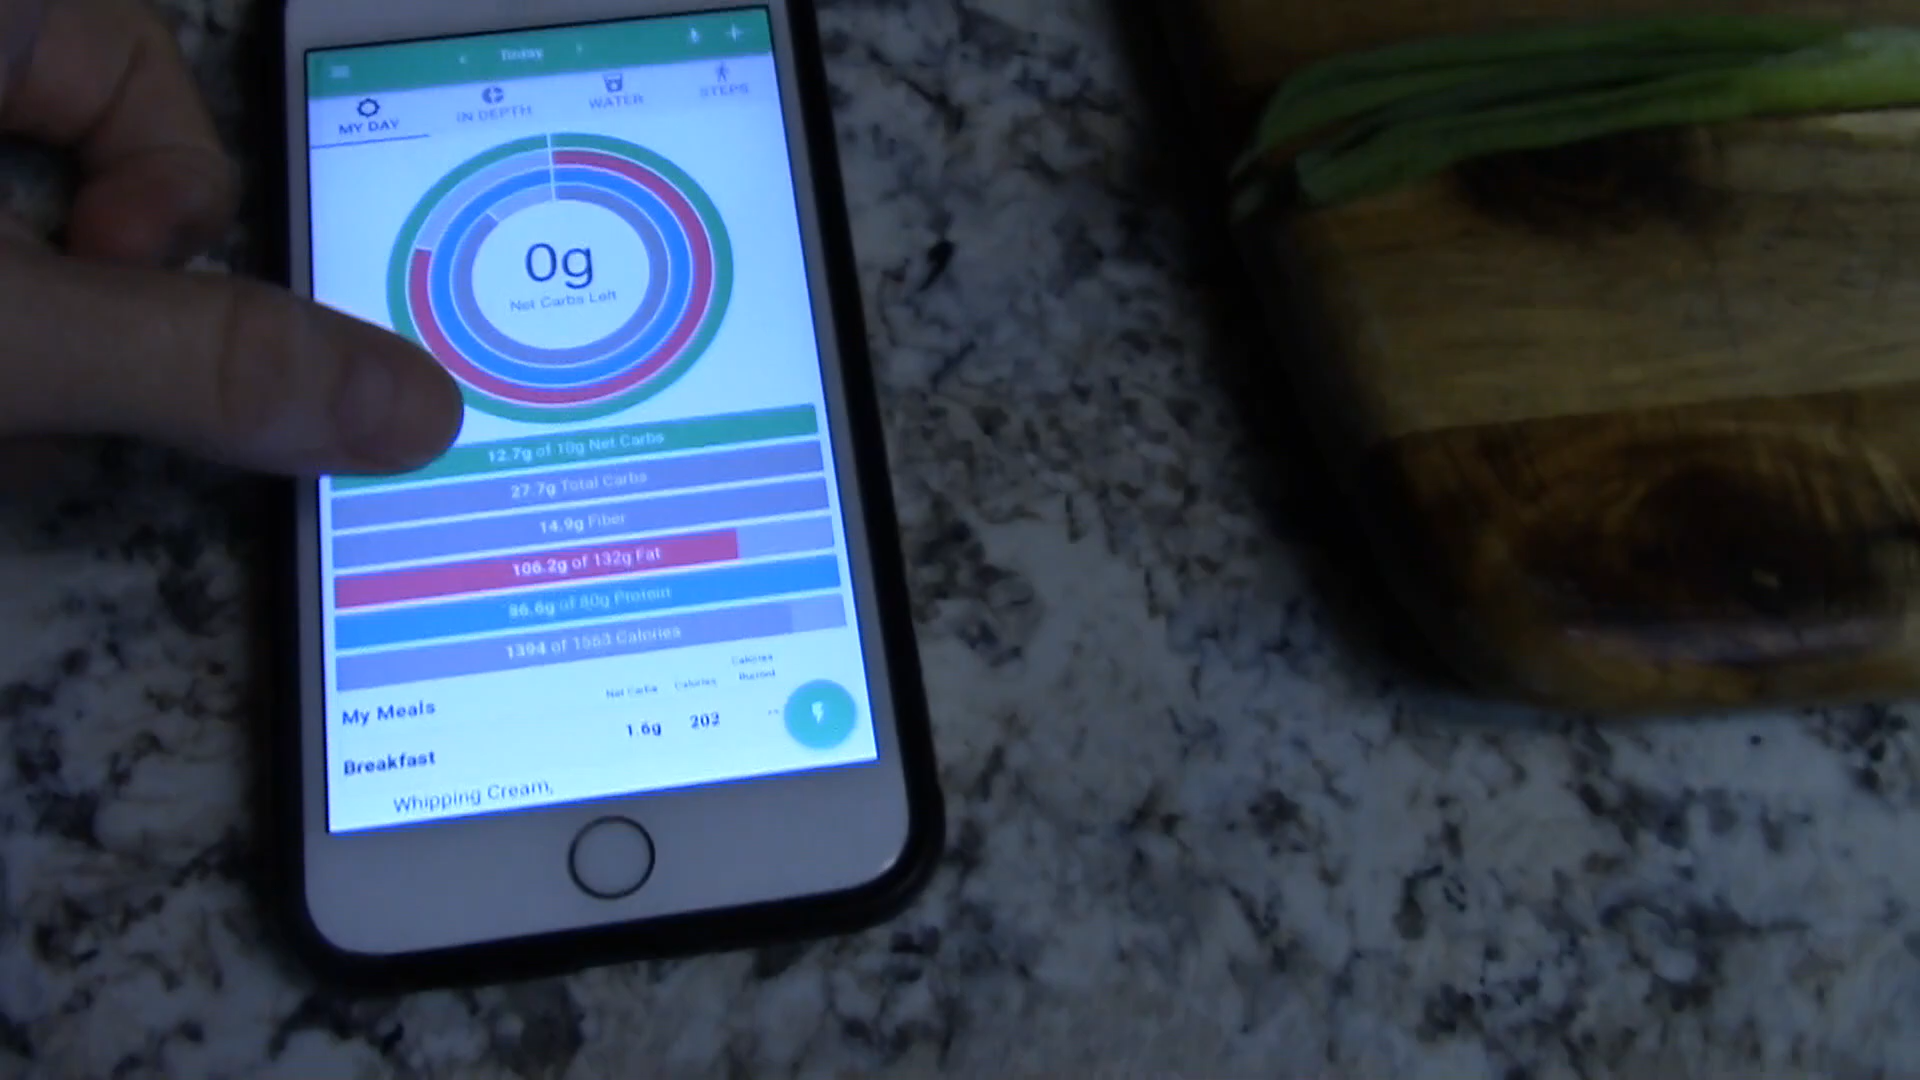 Today
MY DAY
IN DEPTH
WATER
STEPS
0g
Net Carbs Left
12.7g of 10g Net Carbs
27.7g Total Carbs
14.9g Fiber
106.2g of 132g Fat
86.6g of 80g Protein
1394 of 1563 Calories
My Meals
Net Carbs
Calories
Calories
Burned
Breakfast
1.6g
202
--
Whipping Cream,